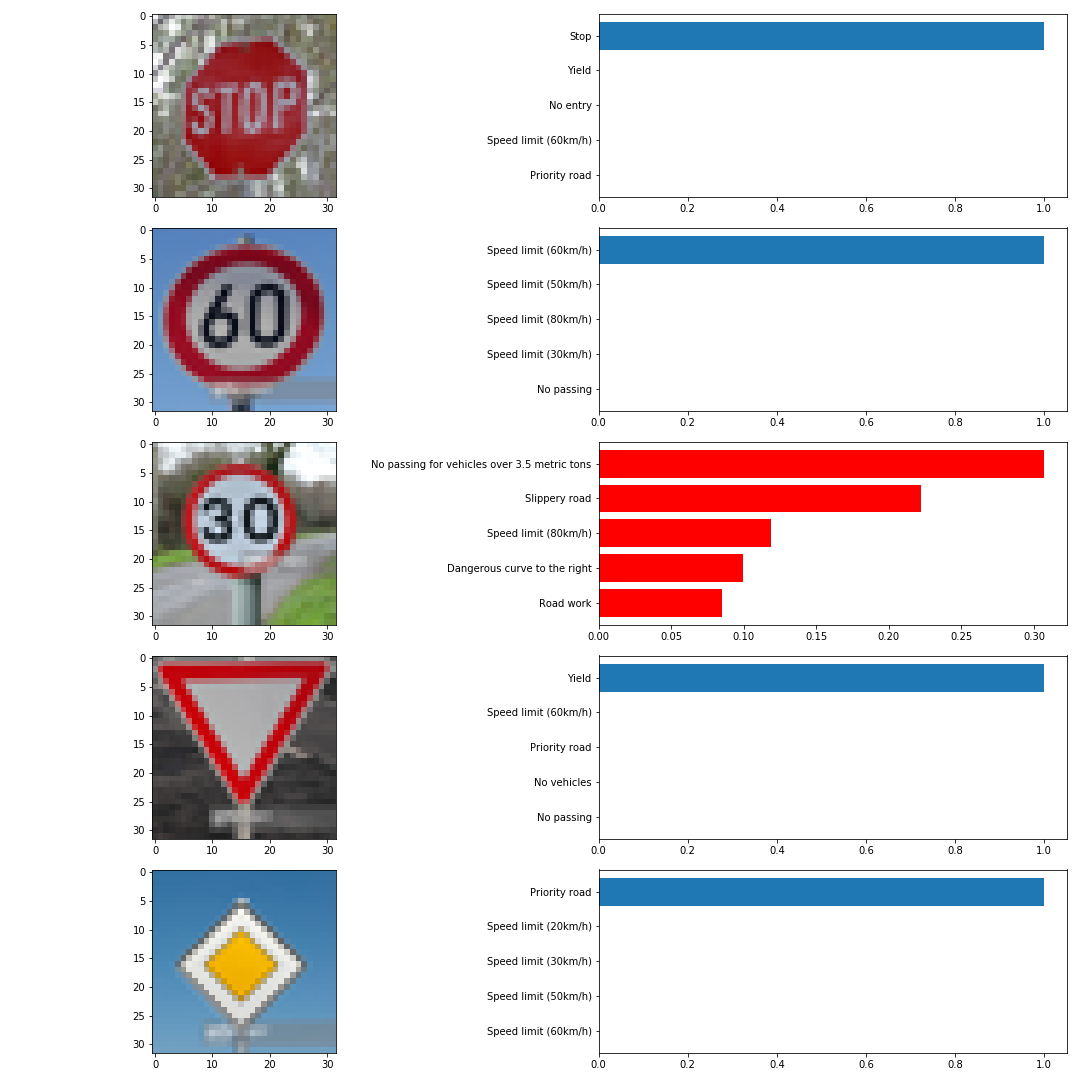 STOP
Stop
Yield
No entry
Speed limit (60km/h)
Priority road
0
5
10
15
20
25
30
0 10 20 30
0.0 0.2 0.4 0.6 0.8 1.0
60
Speed limit (60km/h)
Speed limit (50km/h)
Speed limit (80km/h)
Speed limit (30km/h)
No passing
0
5
10
15
20
25
30
0 10 20 30
0.0 0.2 0.4 0.6 0.8 1.0
30
No passing for vehicles over 3.5 metric tons
Slippery road
Speed limit (80km/h)
Dangerous curve to the right
Road work
0
5
10
15
20
25
30
0 10 20 30
0.00 0.05 0.10 0.15 0.20 0.25 0.30
Yield
Speed limit (60km/h)
Priority road
No vehicles
No passing
0
5
10
15
20
25
30
0 10 20 30
0.0 0.2 0.4 0.6 0.8 1.0
Priority road
Speed limit (20km/h)
Speed limit (30km/h)
Speed limit (50km/h)
Speed limit (60km/h)
0
5
10
15
20
25
30
0 10 20 30
0.0 0.2 0.4 0.6 0.8 1.0